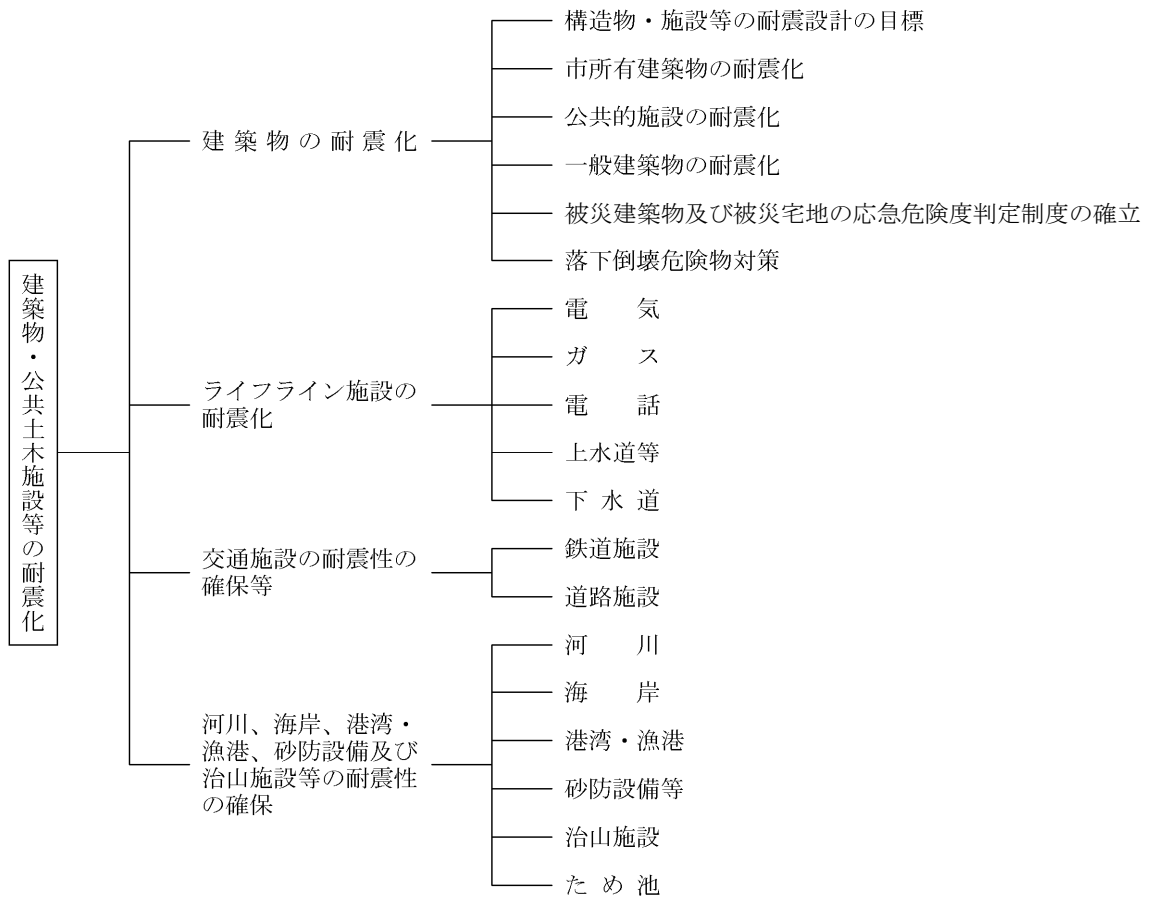 建築物・公共土木施設等の耐震化
建築物の耐震化
構造物・施設等の耐震設計の目標
市所有建築物の耐震化
公共的施設の耐震化
一般建築物の耐震化
被災建築物及び被災宅地の応急危険度判定制度の確立
落下倒壊危険物対策
ライフライン施設の
耐震化
電気
ガス
電話
上水道等
下水道
交通施設の耐震性の
確保等
鉄道施設
道路施設
河川、海岸、港湾・
漁港、砂防設備及び
治山施設等の耐震性
の確保
河川
海岸
港湾・漁港
砂防設備等
治山施設
ため池